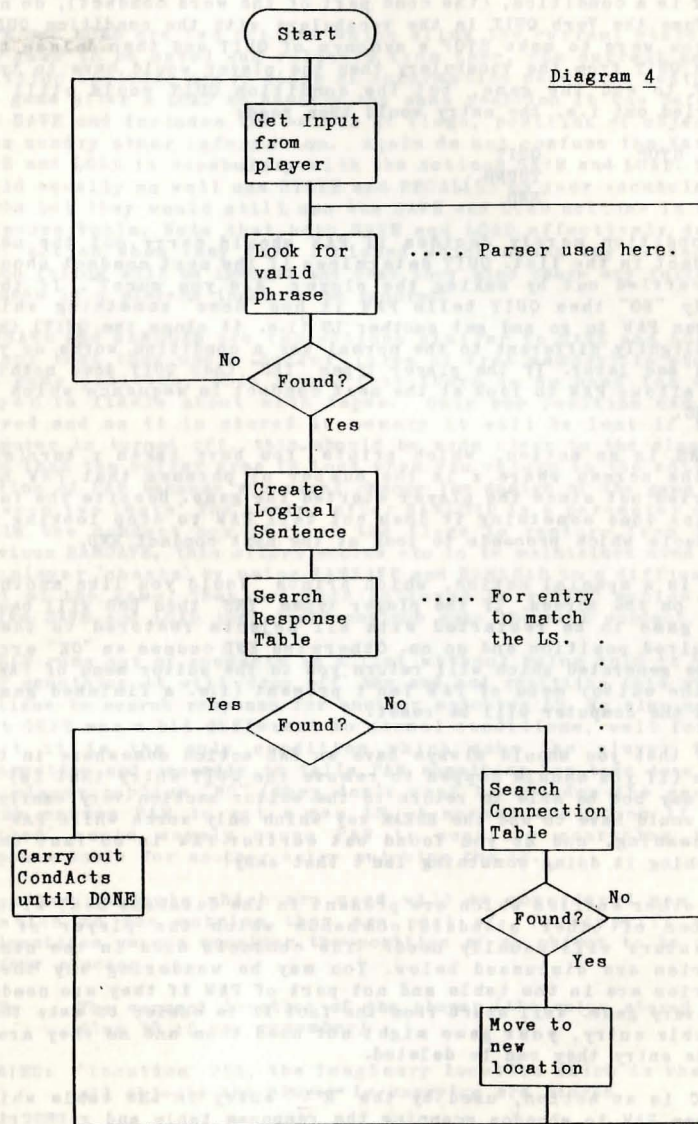 Start
Diagram 4
Get Input
from
player
Look for
valid
phrase
..... Parser used here.
No
Found?
Yes
Create
Logical
Sentence
Search
Response
Table
..... For entry
to match
the LS.
Yes
No
Found?
Search
Connection
Table
Carry out
CondActs
until DONE
No
Found?
Yes
Move to
new
location